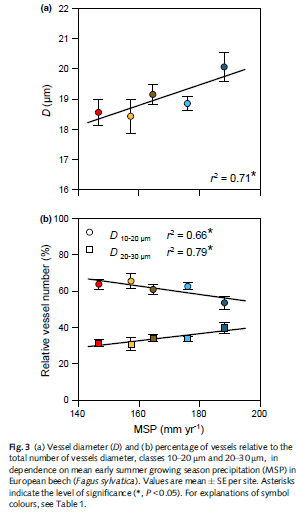 (a)
22
21
20
19
18
17
16
D (μm)
r² = 0.71*
(b)
100
80
60
40
20
0
Relative vessel number (%)
D 10-20 μm r² = 0.66*
D 20-30 μm r² = 0.79*
140 160 180 200
MSP (mm yr⁻¹)
Fig. 3 (a) Vessel diameter (D) and (b) percentage of vessels relative to the
total number of vessels diameter, classes 10–20 μm and 20–30 μm, in
dependence on mean early summer growing season precipitation (MSP) in
European beech (Fagus sylvatica). Values are mean ± SE per site. Asterisks
indicate the level of significance (*, P < 0.05). For explanations of symbol
colours, see Table 1.